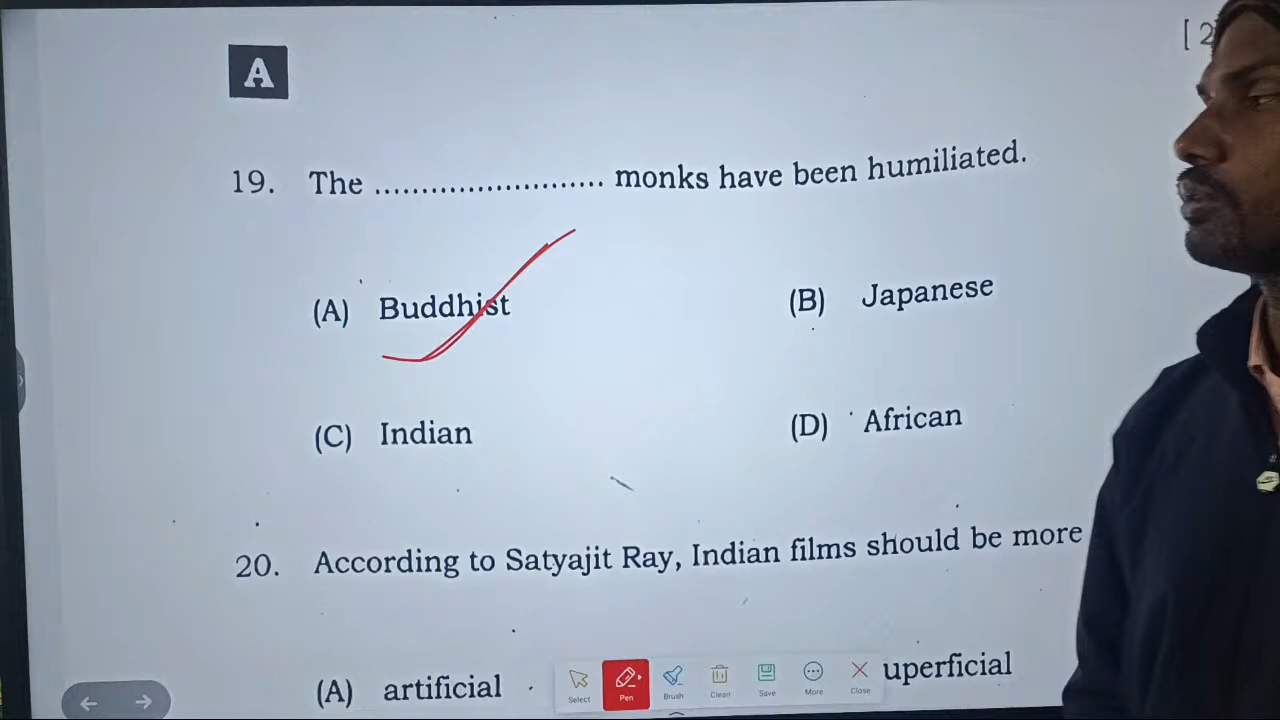 [ 2
A
19. The ......................... monks have been humiliated.
(A) Buddhist
(B) Japanese
(C) Indian
(D) African
20. According to Satyajit Ray, Indian films should be more
(A) artificial
uperficial
Select
Pen
Brush
Clean
Save
More
Close